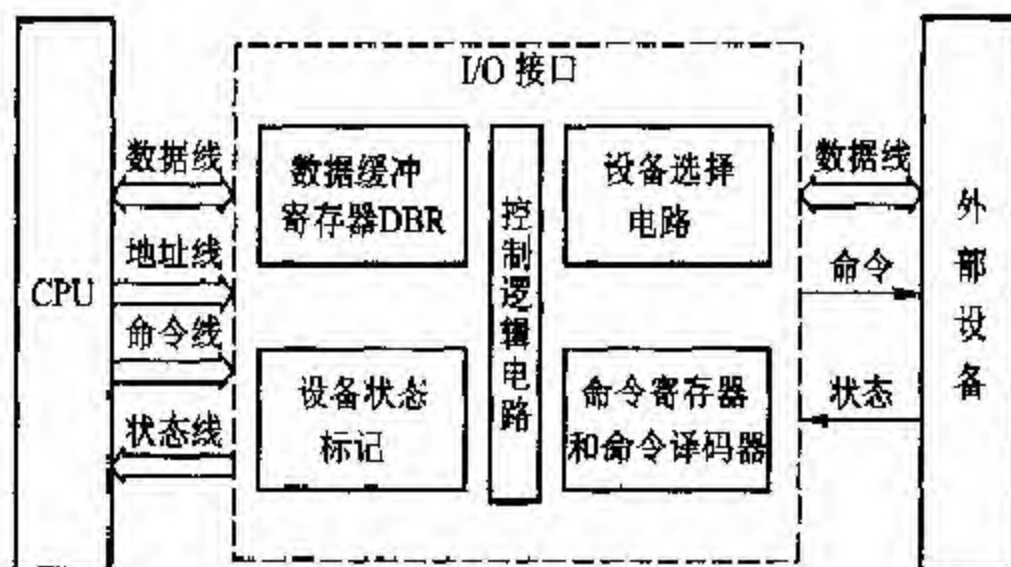 I/O 接口
CPU
数据线
地址线
命令线
状态线
数据缓冲
寄存器DBR
设备状态
标记
控制逻辑电路
设备选择
电路
命令寄存器
和命令译码器
数据线
命令
状态
外部设备